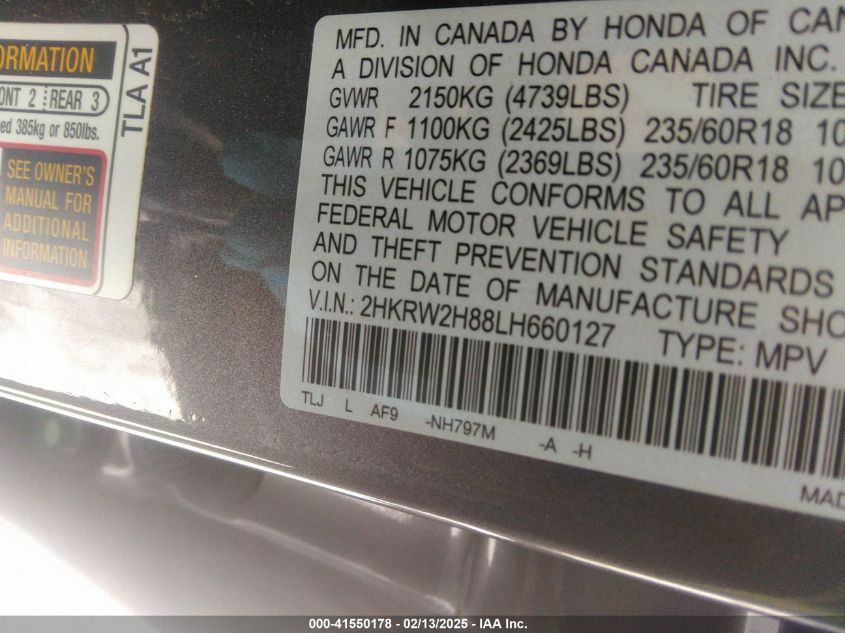 ORMATION
ONT 2 REAR 3
ed 385kg or 850lbs.
SEE OWNER'S
MANUAL FOR
ADDITIONAL
INFORMATION
TLA A1
MFD. IN CANADA BY HONDA OF CAN
A DIVISION OF HONDA CANADA INC.
GVWR 2150KG (4739LBS) TIRE SIZE
GAWR F 1100KG (2425LBS) 235/60R18 10
GAWR R 1075KG (2369LBS) 235/60R18 10
THIS VEHICLE CONFORMS TO ALL AP
FEDERAL MOTOR VEHICLE SAFETY
AND THEFT PREVENTION STANDARDS
ON THE DATE OF MANUFACTURE SHO
V.I.N.: 2HKRW2H88LH660127 TYPE: MPV
TLJ L AF9 -NH797M -A -H
MAD
000-41550178 - 02/13/2025 - IAA Inc.